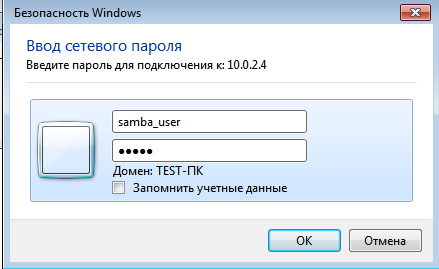 Безопасность Windows
Ввод сетевого пароля
Введите пароль для подключения к: 10.0.2.4
samba_user
●●●●●
Домен: TEST-ПК
Запомнить учетные данные
OK
Отмена